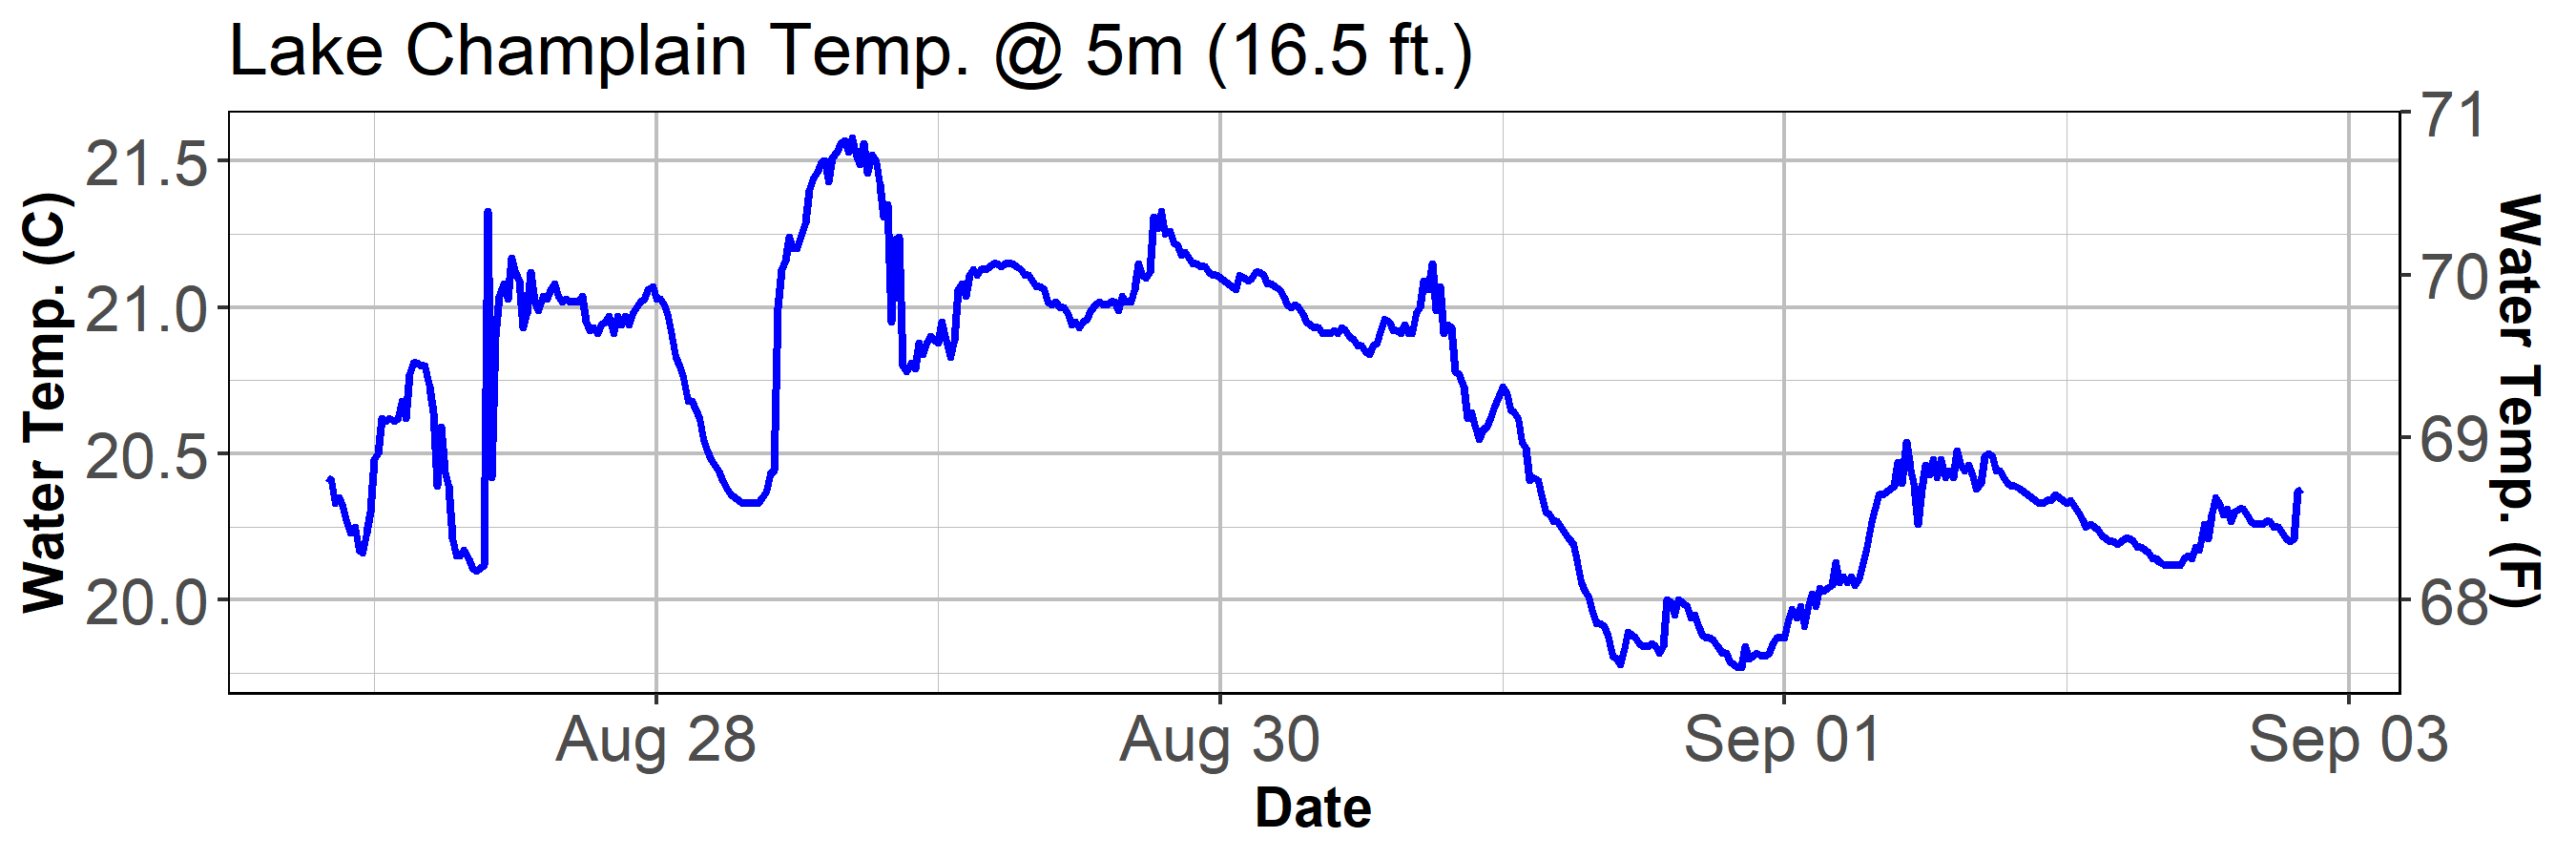 Lake Champlain Temp. @ 5m (16.5 ft.)
71
21.5
70
21.0
69
20.5
68
20.0
Water Temp. (C)
Water Temp. (F)
Aug 28 Aug 30 Sep 01 Sep 03
Date